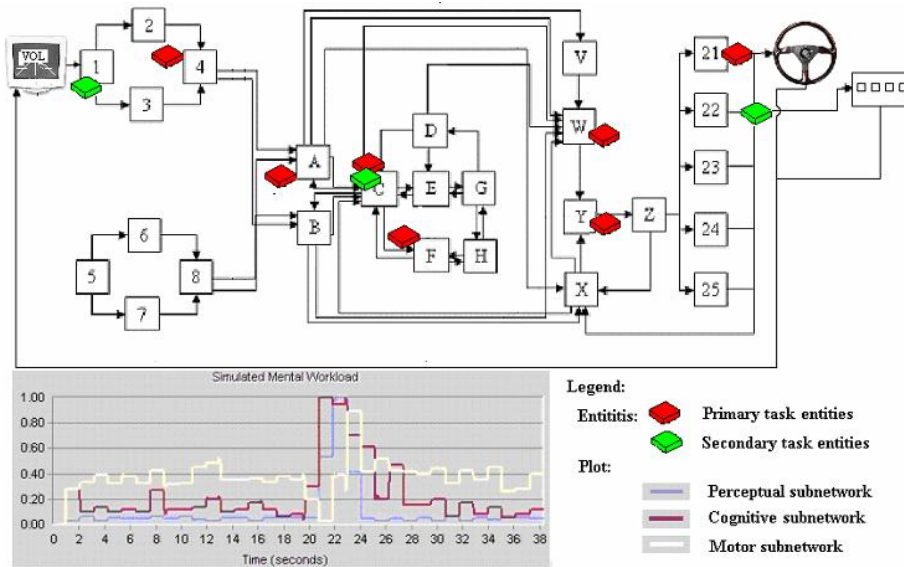 VOL
1
2
3
4
5
6
7
8
A
B
C
D
E
F
G
H
V
W
Y
Z
X
21
22
23
24
25
Simulated Mental Workload
1.00
0.80
0.60
0.40
0.20
0.00
0 2 4 6 8 10 12 14 16 18 20 22 24 26 28 30 32 34 36 38
Time (seconds)
Legend:
Entititis:
Primary task entities
Secondary task entities
Plot:
Perceptual subnetwork
Cognitive subnetwork
Motor subnetwork